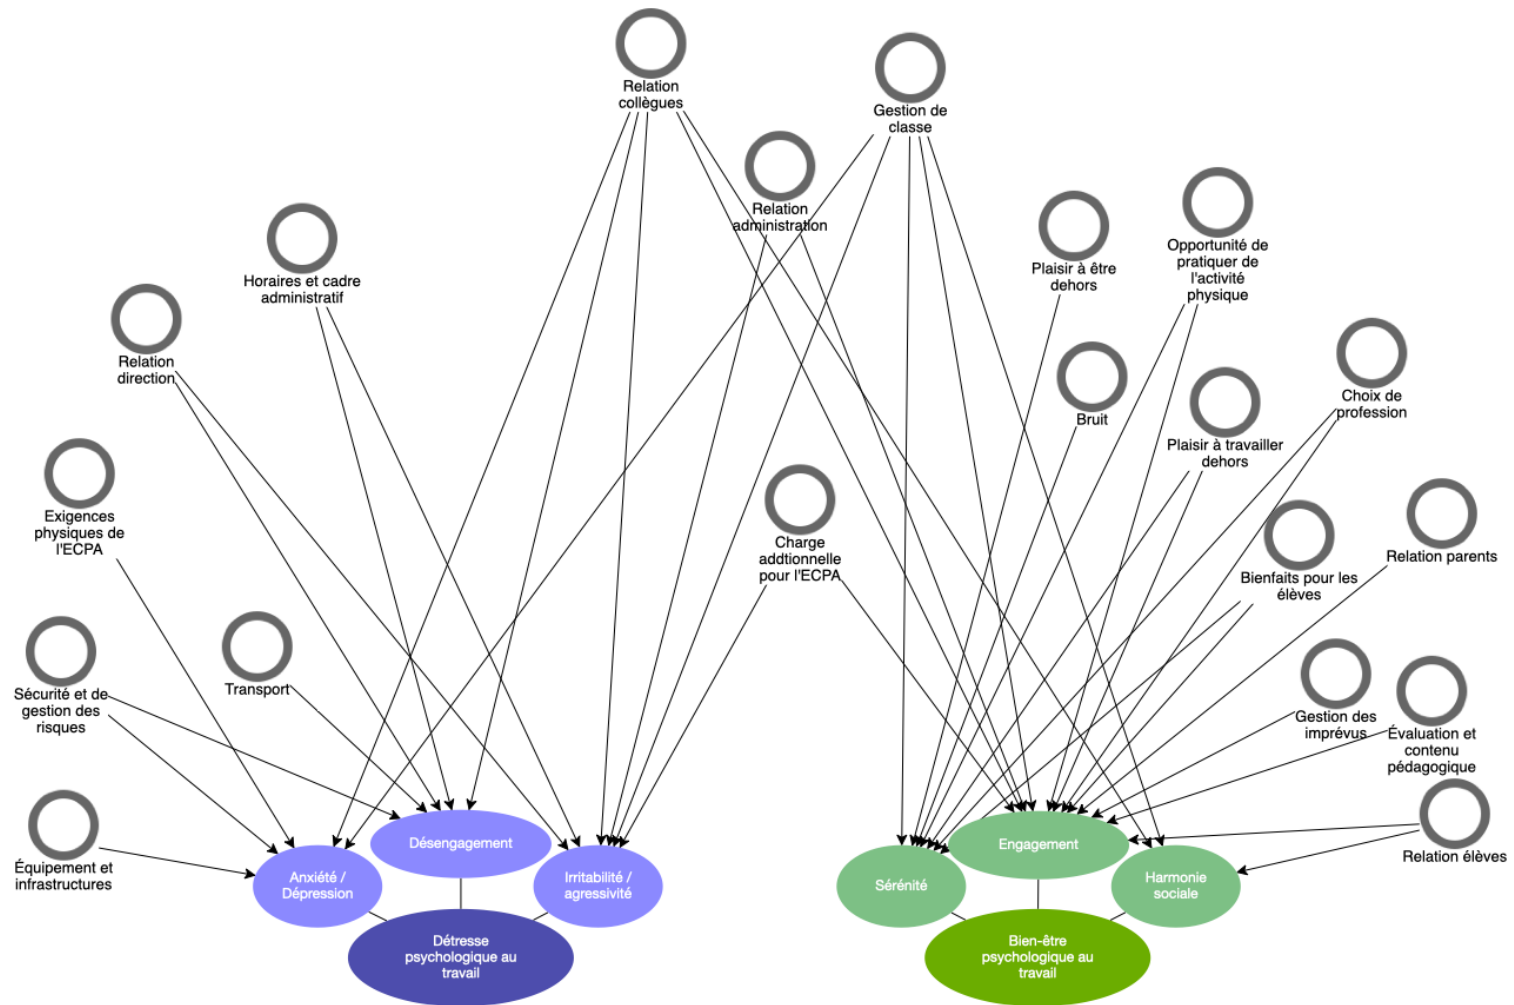 Relation
collègues
Gestion de
classe
Relation
administration
Opportunité de
pratiquer de
l'activité
physique
Plaisir à être
dehors
Horaires et cadre
administratif
Relation
direction
Choix de
profession
Bruit
Plaisir à travailler
dehors
Exigences
physiques de
l'ECPA
Charge
addtionnelle
pour l'ECPA
Relation parents
Bienfaits pour les
élèves
Sécurité et de
gestion des
risques
Transport
Gestion des
imprévus
Évaluation et
contenu
pédagogique
Équipement et
infrastructures
Relation élèves
Désengagement
Anxiété /
Dépression
Irritabilité /
agressivité
Engagement
Sérénité
Harmonie
sociale
Détresse
psychologique au
travail
Bien-être
psychologique au
travail